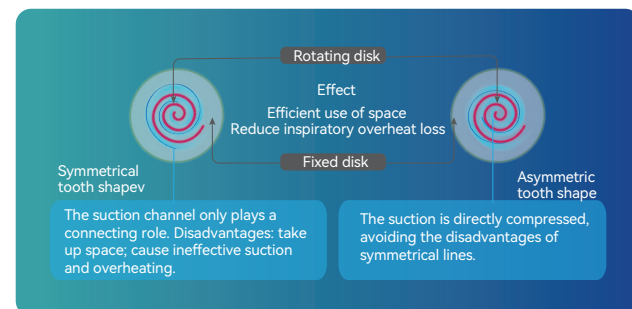 Rotating disk
Effect
Efficient use of space
Reduce inspiratory overheat loss
Fixed disk
Symmetrical
tooth shapev
Asymmetric
tooth shape
The suction channel only plays a
connecting role. Disadvantages: take
up space; cause ineffective suction
and overheating.
The suction is directly compressed,
avoiding the disadvantages of
symmetrical lines.